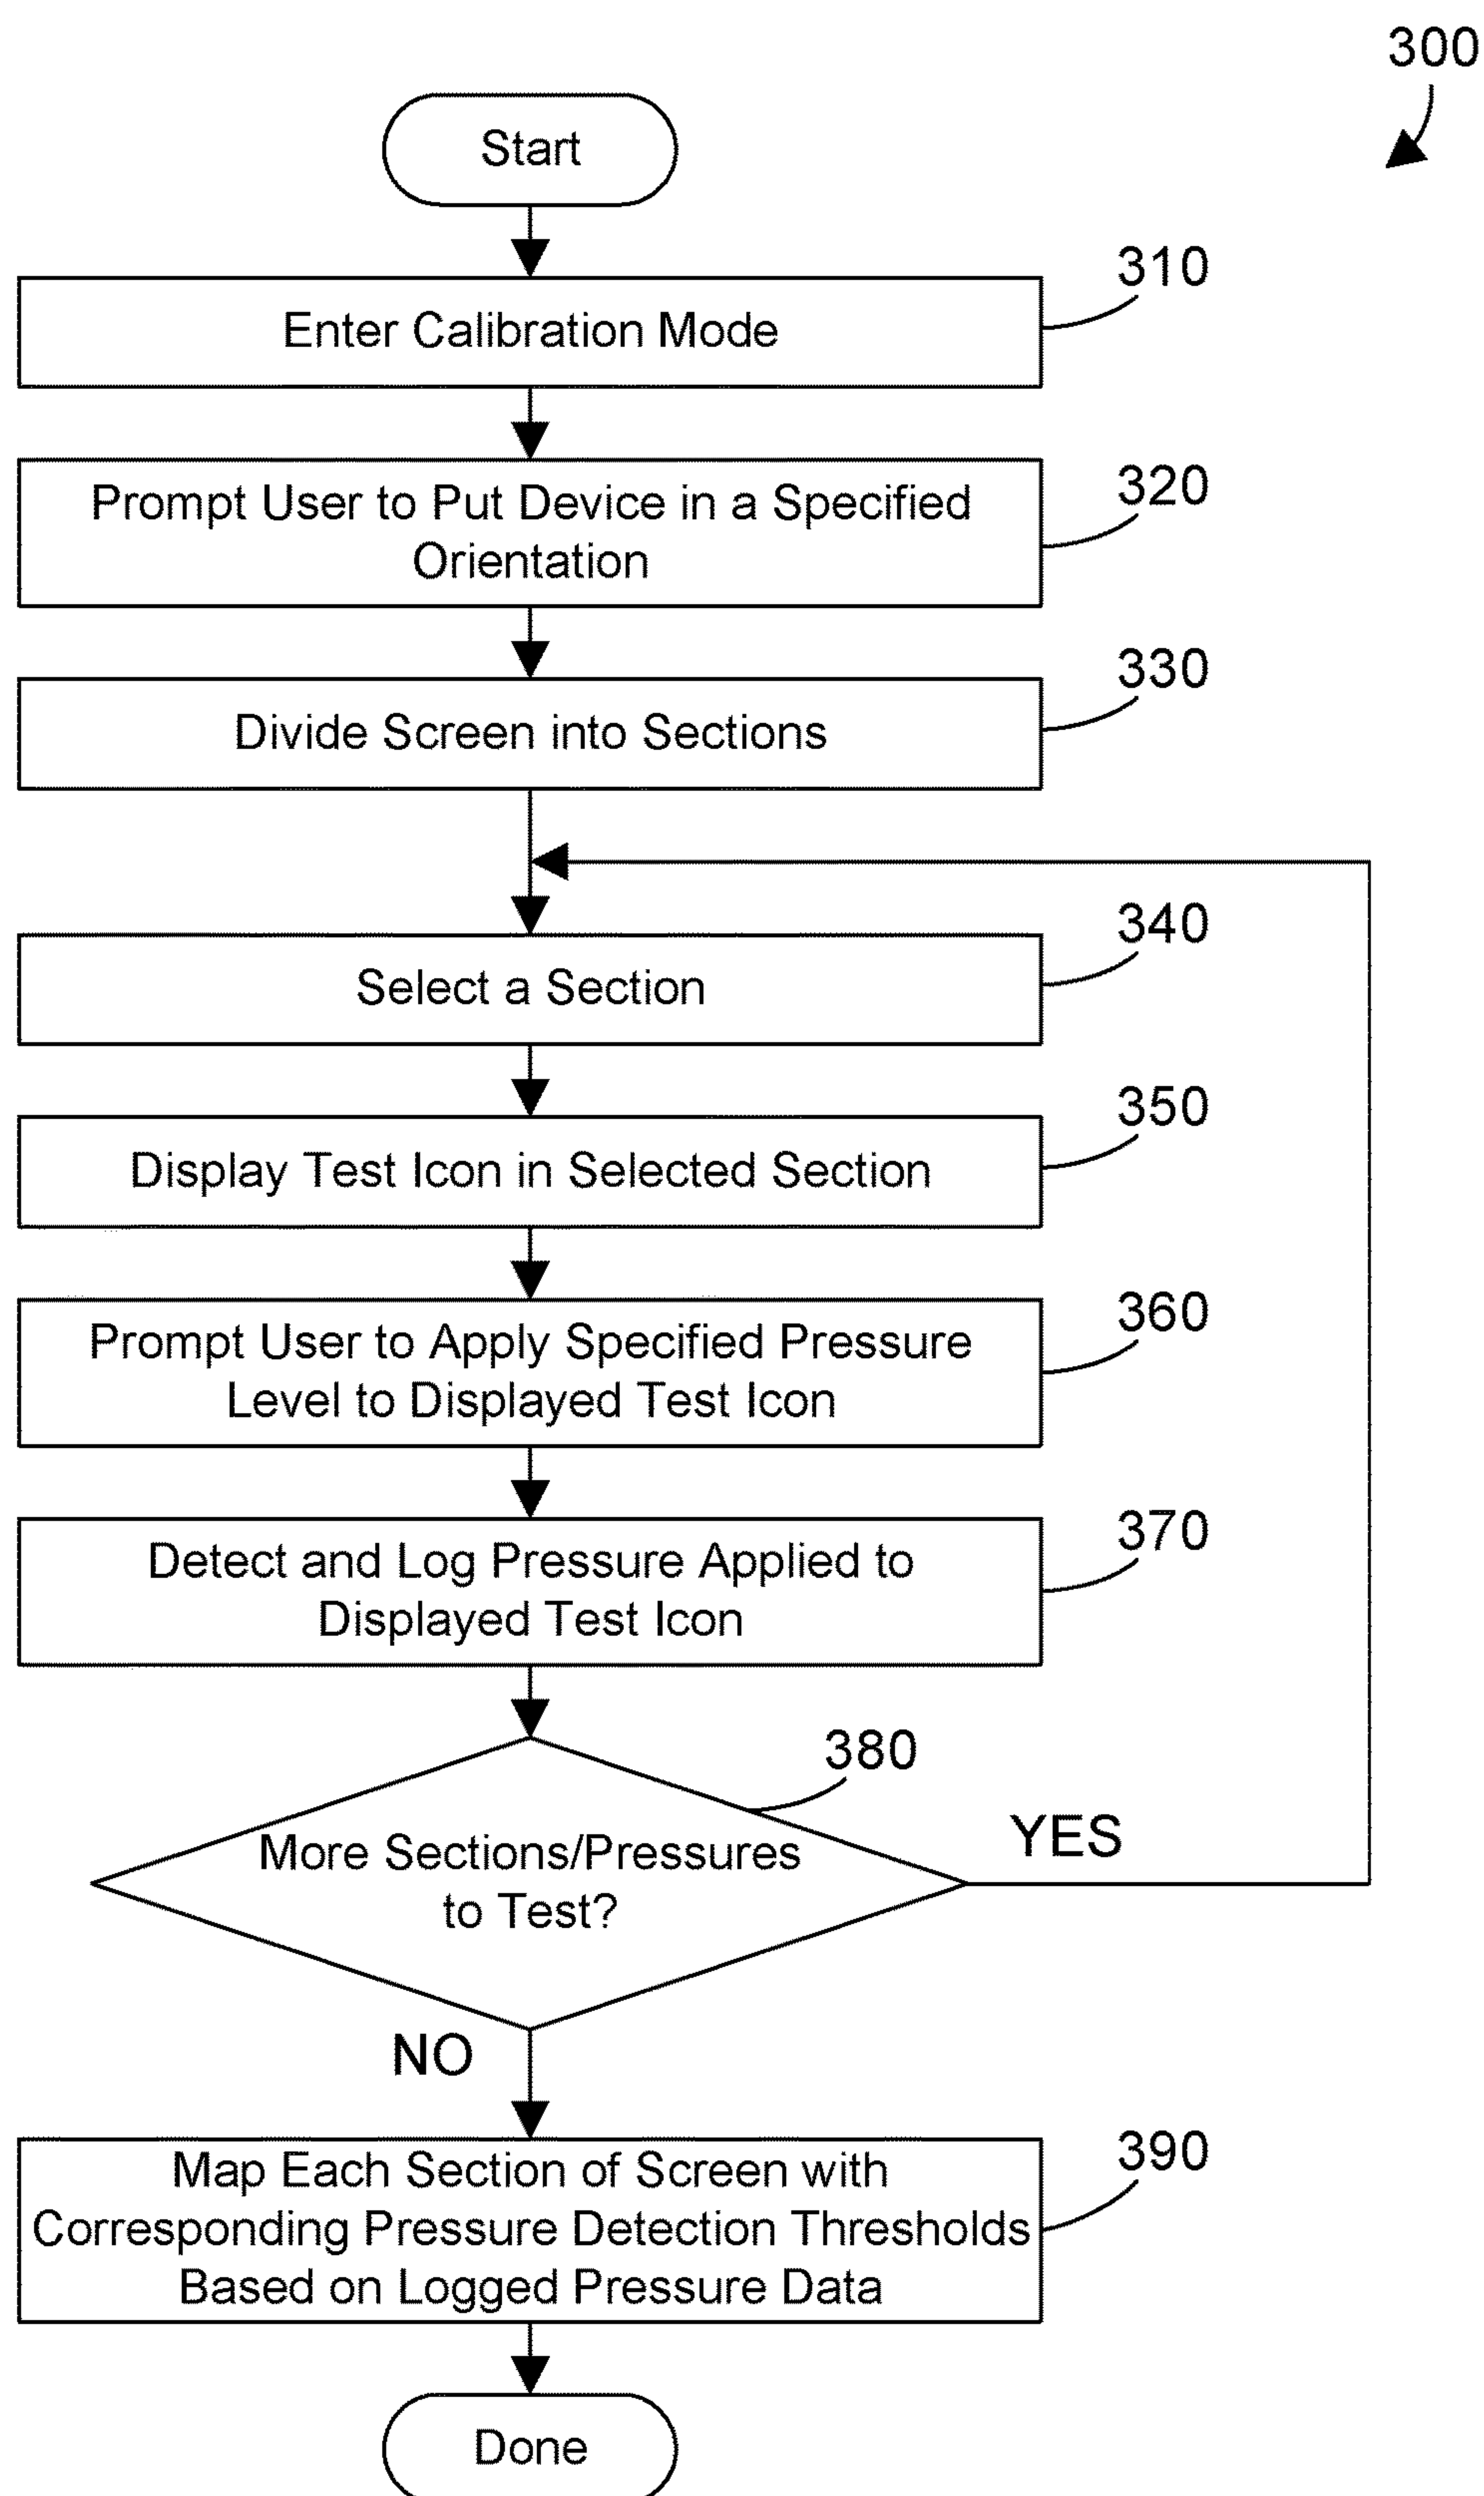 300
Start
310
Enter Calibration Mode
320
Prompt User to Put Device in a Specified
Orientation
330
Divide Screen into Sections
340
Select a Section
350
Display Test Icon in Selected Section
360
Prompt User to Apply Specified Pressure
Level to Displayed Test Icon
370
Detect and Log Pressure Applied to
Displayed Test Icon
380
More Sections/Pressures
to Test?
YES
NO
390
Map Each Section of Screen with
Corresponding Pressure Detection Thresholds
Based on Logged Pressure Data
Done